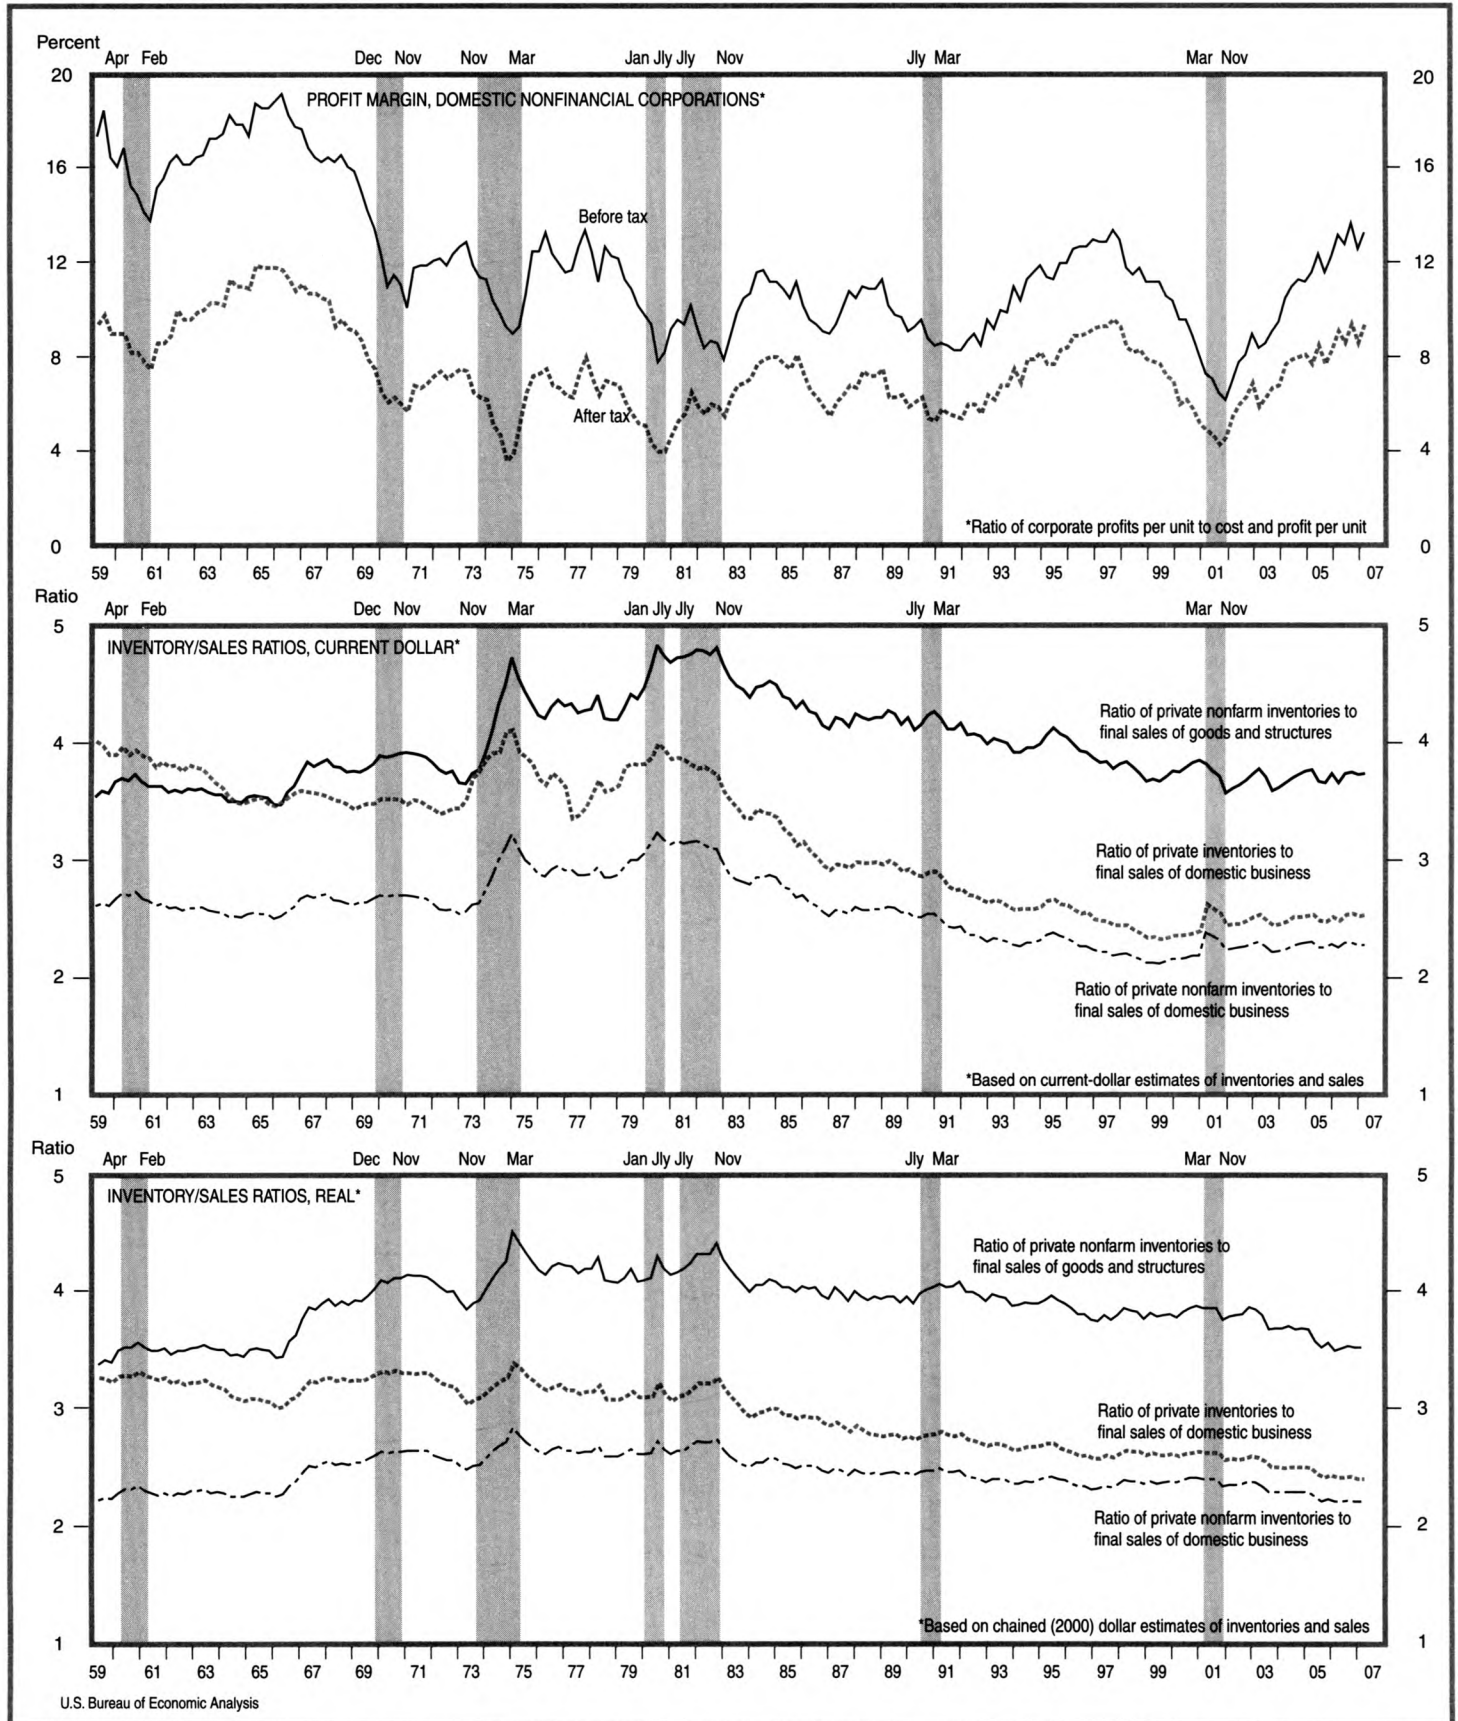 Percent
Apr Feb Dec Nov Nov Mar Jan Jly Jly Nov Jly Mar Mar Nov
20 20
PROFIT MARGIN, DOMESTIC NONFINANCIAL CORPORATIONS*
16 16
Before tax
12 12
8 8
After tax
4 4
*Ratio of corporate profits per unit to cost and profit per unit
0 0
59 61 63 65 67 69 71 73 75 77 79 81 83 85 87 89 91 93 95 97 99 01 03 05 07
Ratio
Apr Feb Dec Nov Nov Mar Jan Jly Jly Nov Jly Mar Mar Nov
5 5
INVENTORY/SALES RATIOS, CURRENT DOLLAR*
Ratio of private nonfarm inventories to
final sales of goods and structures
4 4
Ratio of private inventories to
final sales of domestic business
3 3
2 2
Ratio of private nonfarm inventories to
final sales of domestic business
*Based on current-dollar estimates of inventories and sales
1 1
59 61 63 65 67 69 71 73 75 77 79 81 83 85 87 89 91 93 95 97 99 01 03 05 07
Ratio
Apr Feb Dec Nov Nov Mar Jan Jly Jly Nov Jly Mar Mar Nov
5 5
INVENTORY/SALES RATIOS, REAL*
Ratio of private nonfarm inventories to
final sales of goods and structures
4 4
3 3
Ratio of private inventories to
final sales of domestic business
2 2
Ratio of private nonfarm inventories to
final sales of domestic business
*Based on chained (2000) dollar estimates of inventories and sales
1 1
59 61 63 65 67 69 71 73 75 77 79 81 83 85 87 89 91 93 95 97 99 01 03 05 07
U.S. Bureau of Economic Analysis